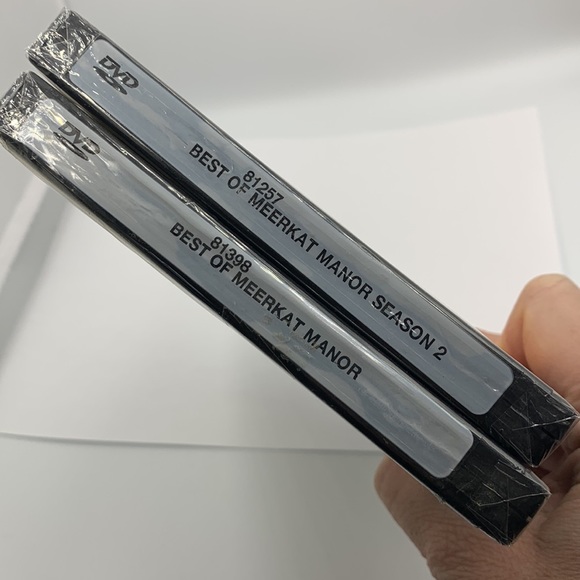 DVD
81257
BEST OF MEERKAT MANOR SEASON 2
DVD
81398
BEST OF MEERKAT MANOR